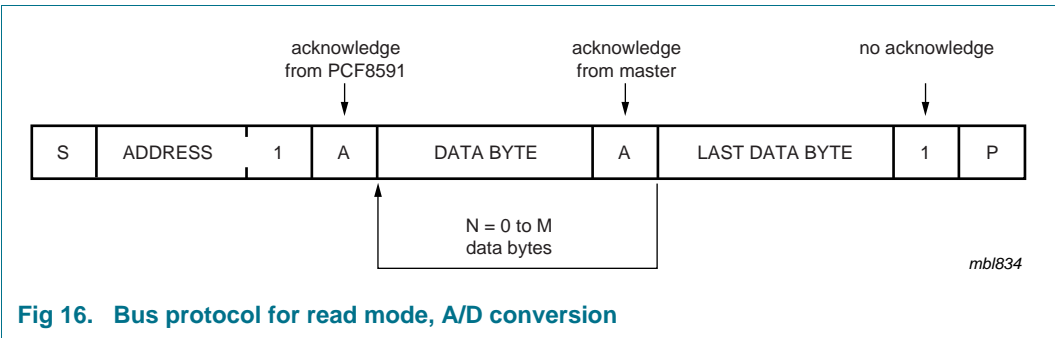 acknowledge
from PCF8591
acknowledge
from master
no acknowledge
S ADDRESS 1 A DATA BYTE A LAST DATA BYTE 1 P
N = 0 to M
data bytes
mbl834
Fig 16. Bus protocol for read mode, A/D conversion